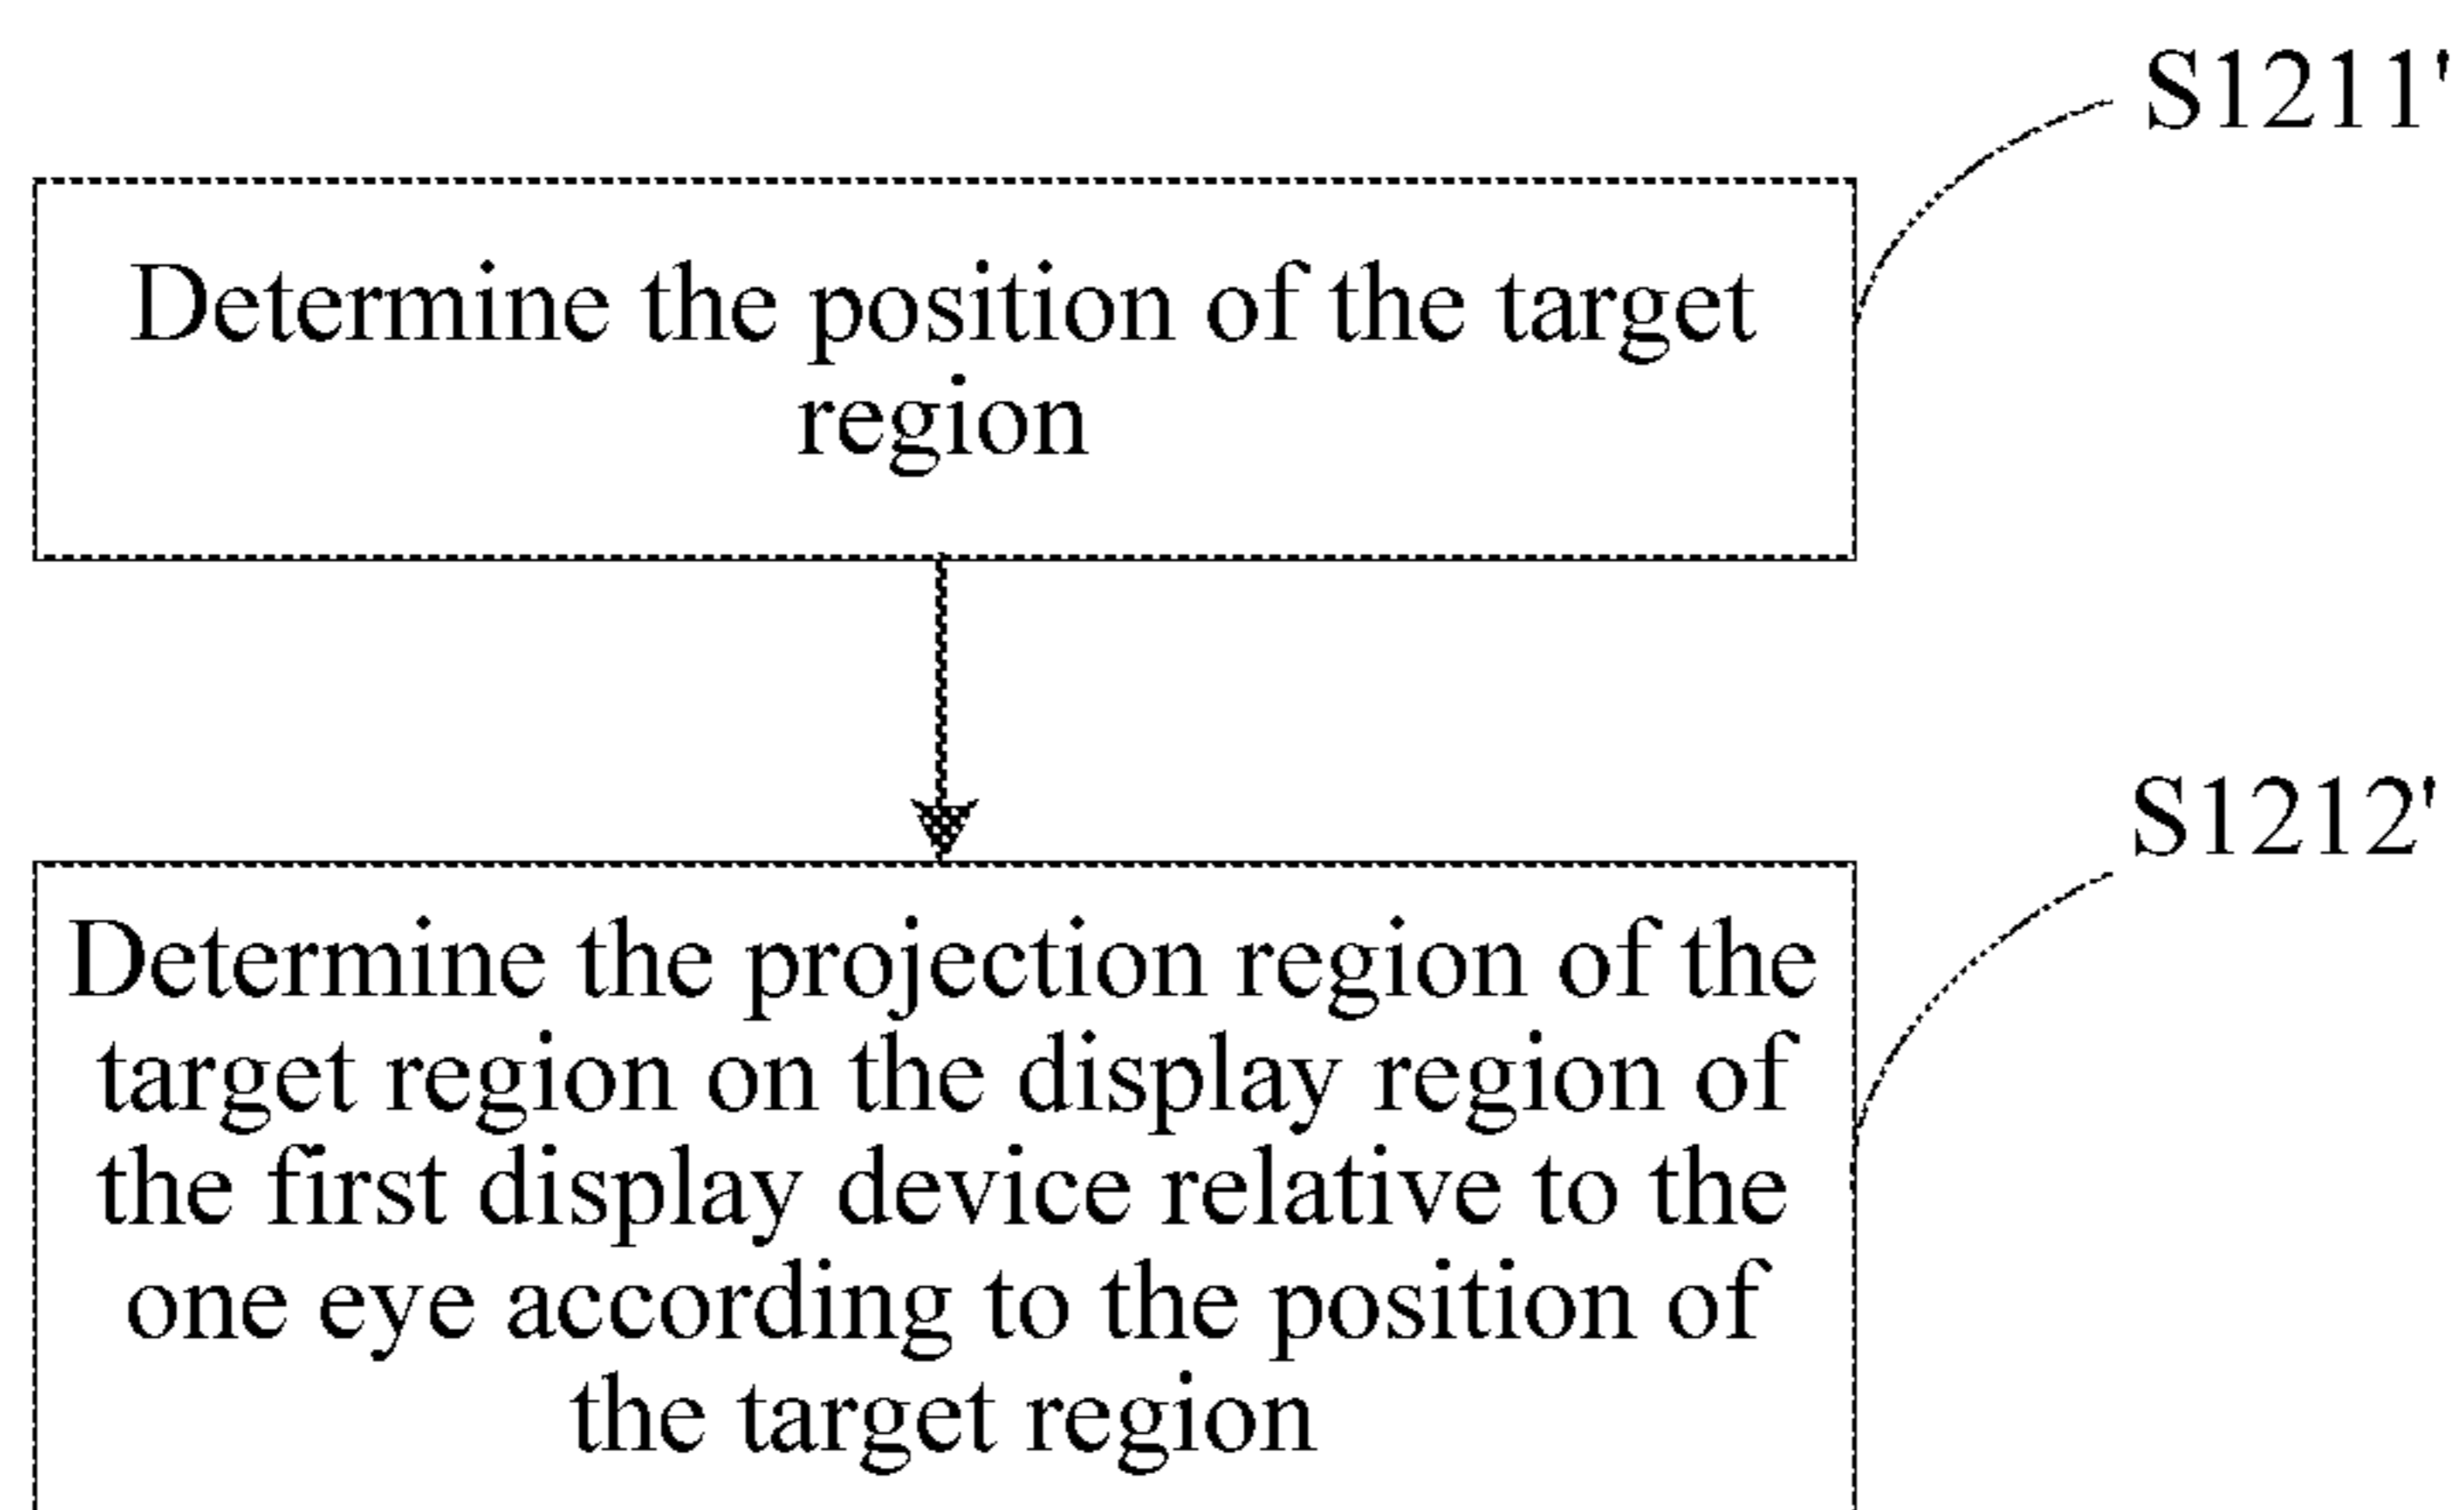 S1211'
Determine the position of the target
region
S1212'
Determine the projection region of the
target region on the display region of
the first display device relative to the
one eye according to the position of
the target region